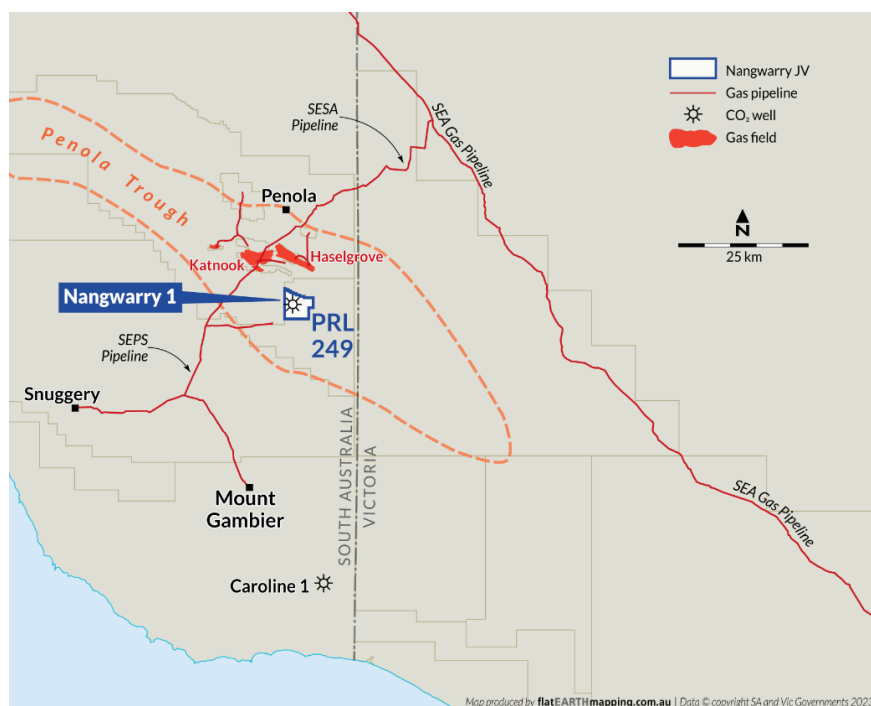 Nangwarry JV
Gas pipeline
CO₂ well
Gas field
N
25 km
SESA
Pipeline
SEA Gas Pipeline
Penola Trough
Penola
Katnook
Haselgrove
Nangwarry 1
PRL
249
SEPS
Pipeline
Snuggery
Mount
Gambier
SOUTH AUSTRALIA
VICTORIA
SEA Gas Pipeline
Caroline 1
Map produced by flatEARTHmapping.com.au | Data © copyright SA and Vic Governments 2023